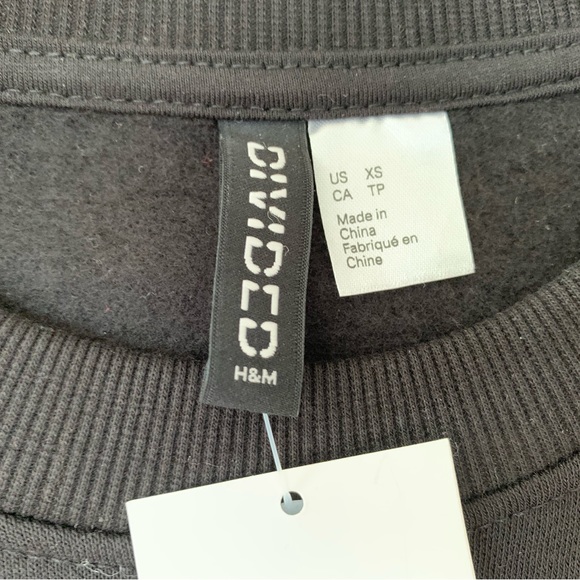 DIVIDED
H&M
US XS
CA TP
Made in
China
Fabriqué en
Chine